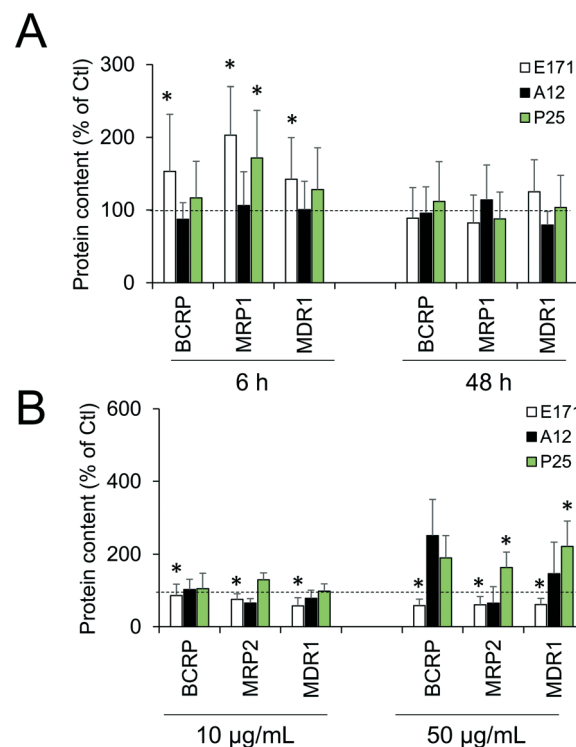 A
Protein content (% of Ctl)
300
200
100
0
* * * *
E171
A12
P25
BCRP MRP1 MDR1 BCRP MRP1 MDR1
6 h 48 h
B
Protein content (% of Ctl)
600
400
200
0
* * * * * * * *
E171
A12
P25
BCRP MRP2 MDR1 BCRP MRP2 MDR1
10 µg/mL 50 µg/mL